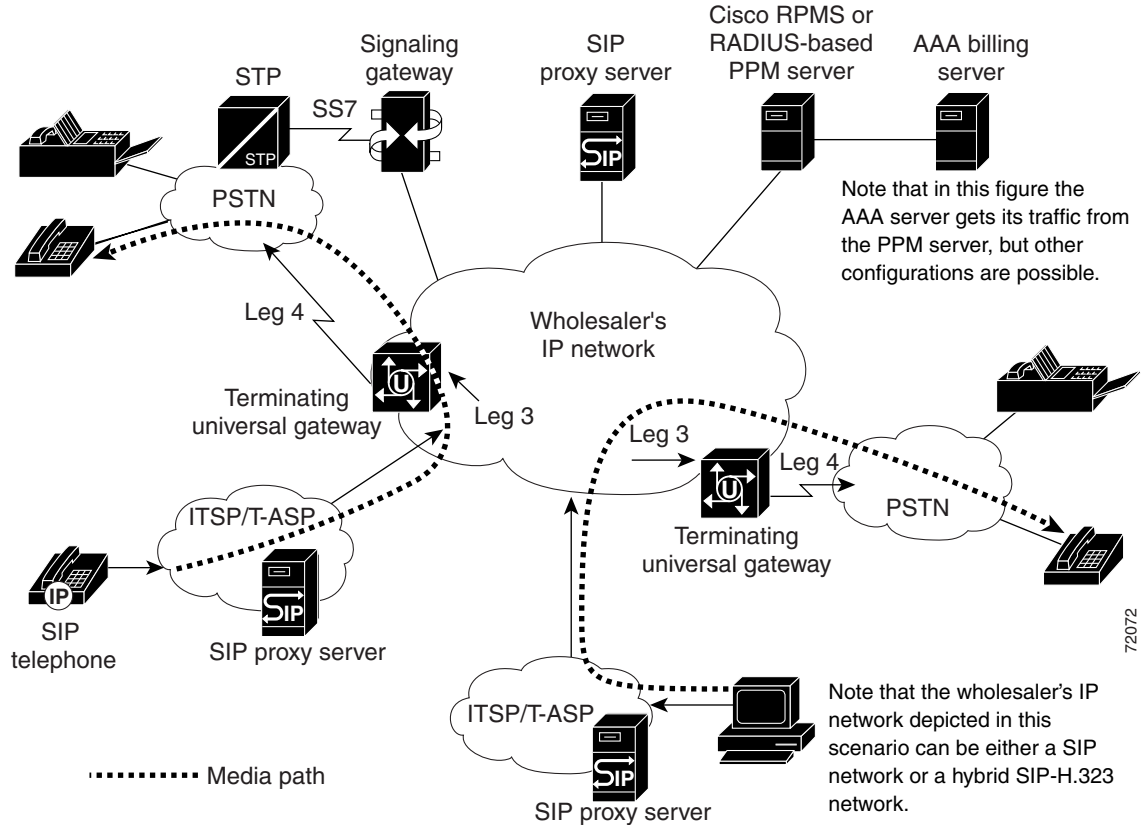 Cisco RPMS or
RADIUS-based
PPM server
Signaling
gateway
SIP
proxy server
AAA billing
server
STP
SS7
STP
SIP
PSTN
Note that in this figure the
AAA server gets its traffic from
the PPM server, but other
configurations are possible.
Leg 4
Wholesaler's
IP network
U
Terminating
universal gateway
Leg 3
Leg 3
Leg 4
U
PSTN
Terminating
universal gateway
ITSP/T-ASP
IP
SIP
telephone
SIP
SIP proxy server
72072
ITSP/T-ASP
SIP
SIP proxy server
Note that the wholesaler's IP
network depicted in this
scenario can be either a SIP
network or a hybrid SIP-H.323
network.
Media path